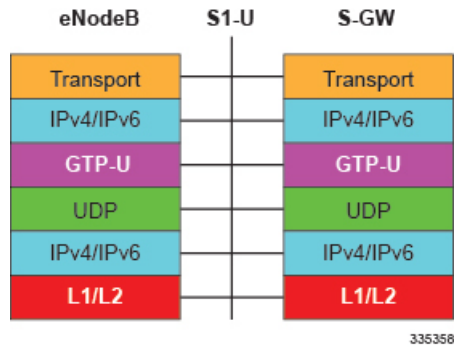 eNodeB S1-U S-GW
Transport Transport
IPv4/IPv6 IPv4/IPv6
GTP-U GTP-U
UDP UDP
IPv4/IPv6 IPv4/IPv6
L1/L2 L1/L2
335358